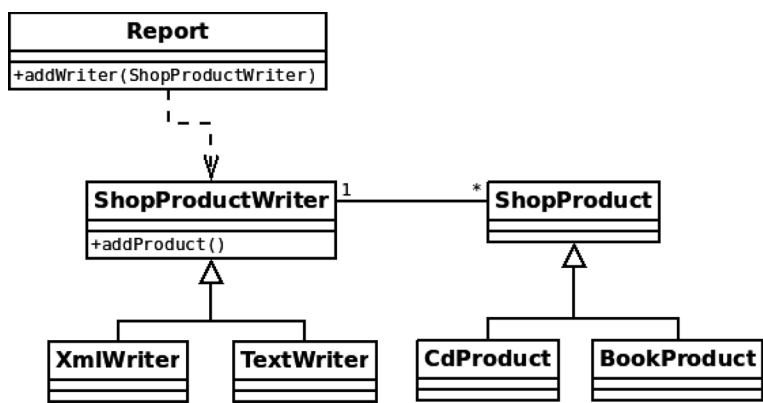 Report
+addWriter(ShopProductWriter)
ShopProductWriter
1
*
ShopProduct
+addProduct()
XmlWriter
TextWriter
CdProduct
BookProduct